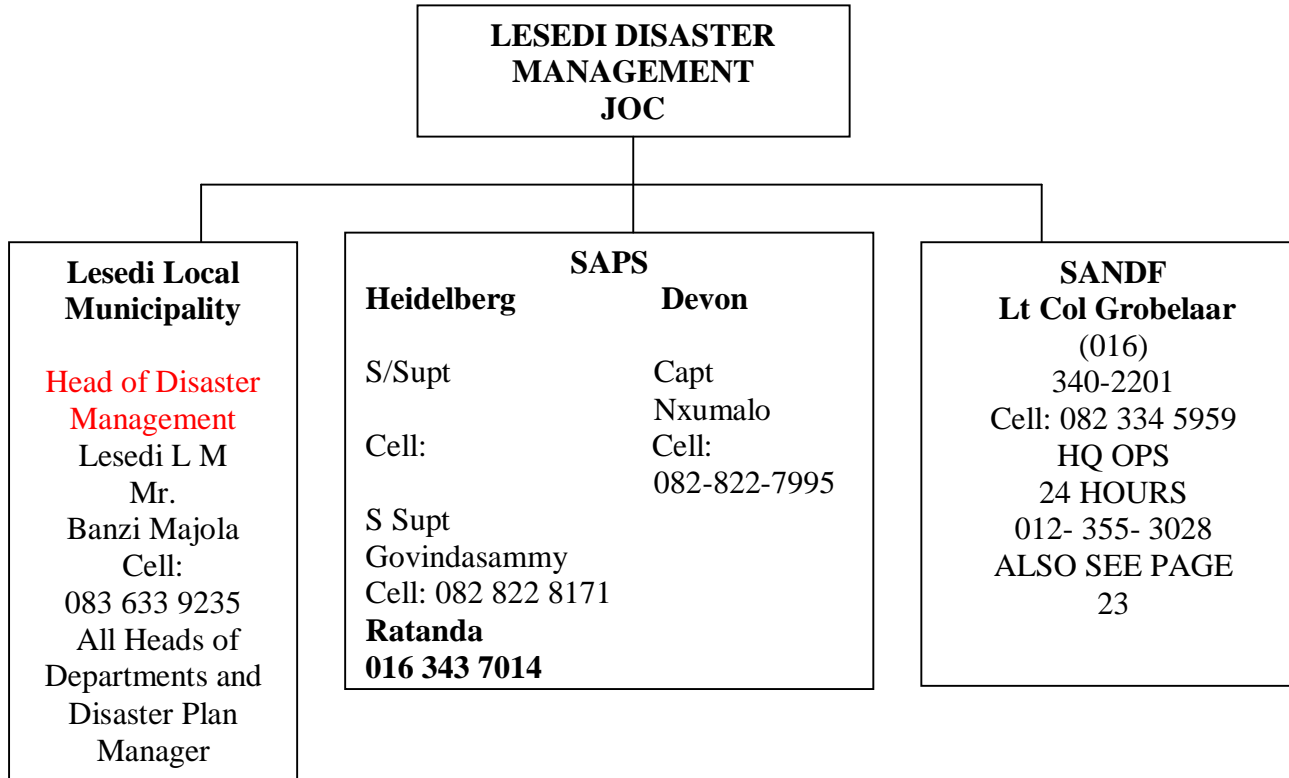 LESEDI DISASTER
MANAGEMENT
JOC
Lesedi Local
Municipality
Head of Disaster
Management
Lesedi L M
Mr.
Banzi Majola
Cell:
083 633 9235
All Heads of
Departments and
Disaster Plan
Manager
SAPS
Heidelberg Devon
S/Supt Capt
Nxumalo
Cell: Cell:
082-822-7995
S Supt
Govindasammy
Cell: 082 822 8171
Ratanda
016 343 7014
SANDF
Lt Col Grobelaar
(016)
340-2201
Cell: 082 334 5959
HQ OPS
24 HOURS
012- 355- 3028
ALSO SEE PAGE
23